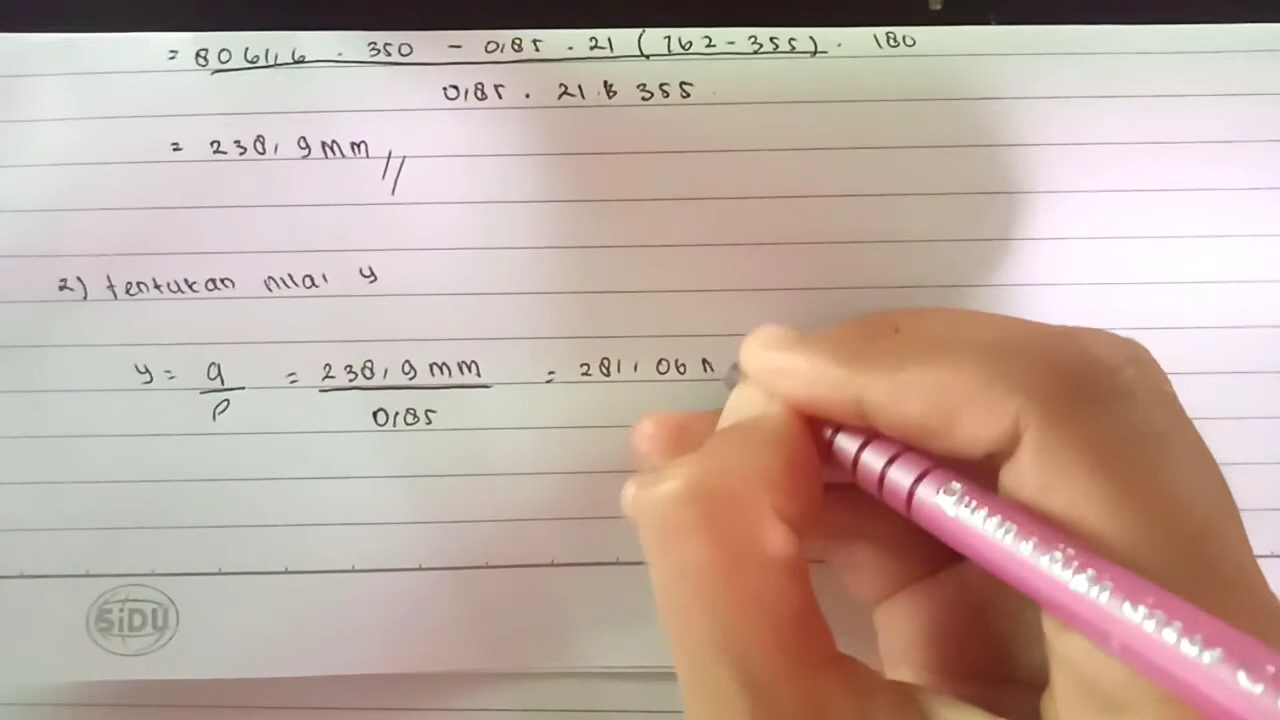 = 8061,6 . 350 - 0,85 . 21 (762 - 355) . 180
0,85 . 21 . 355
= 238,9 mm //
2) tentukan nilai y
y = a = 238,9 mm = 281,06
β 0,85
SiDU